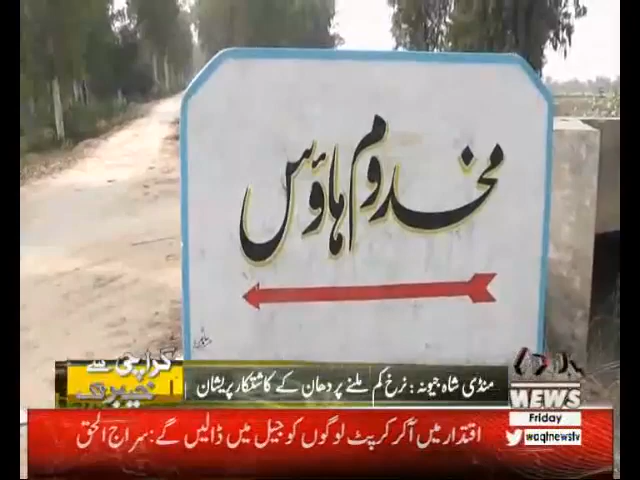 مخدوم ہاؤس
کراچی سے خیبر تک
منڈی شاہ جیونہ: نرخ کم ملنے پر دھان کے کاشتکار پریشان
NEWS
Friday
waqtnewstv
اقتدار میں آکر کرپٹ لوگوں کو جیل میں ڈالیں گے: سراج الحق